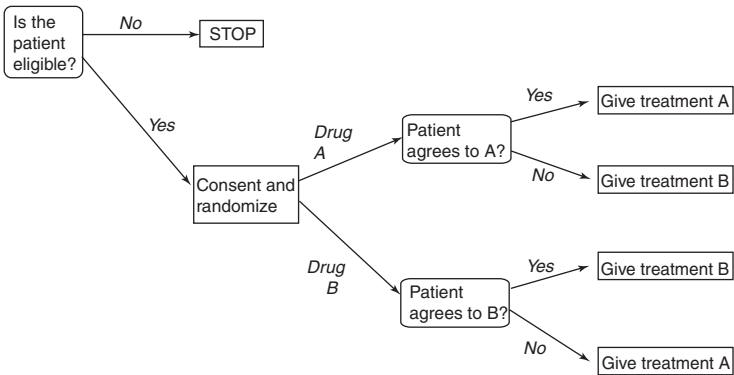 Is the
patient
eligible?
No
STOP
Yes
Consent and
randomize
Drug
A
Patient
agrees to A?
Yes
Give treatment A
No
Give treatment B
Drug
B
Patient
agrees to B?
Yes
Give treatment B
No
Give treatment A